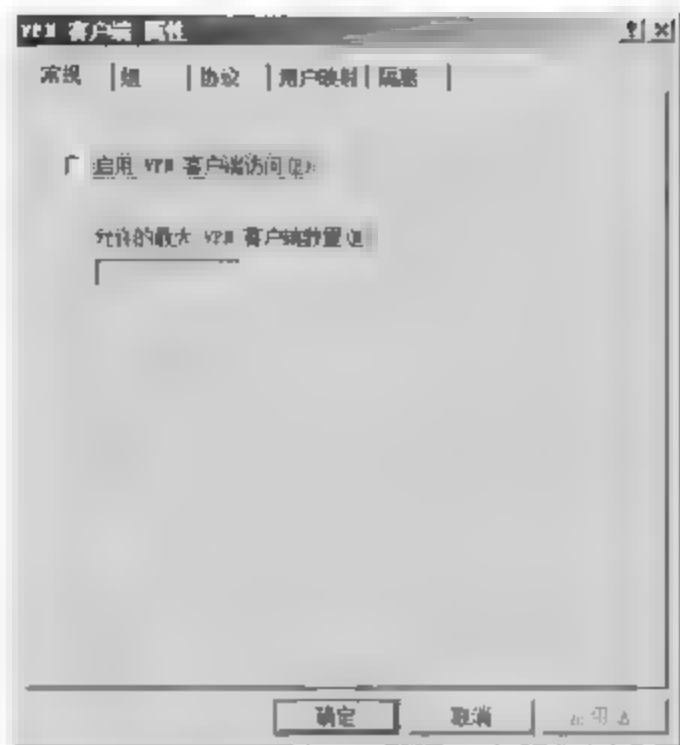 VPN 客户端 属性
常规 组 协议 用户映射 隔离
启用 VPN 客户端访问(E)
允许的最大 VPN 客户端数量
确定 取消 应用